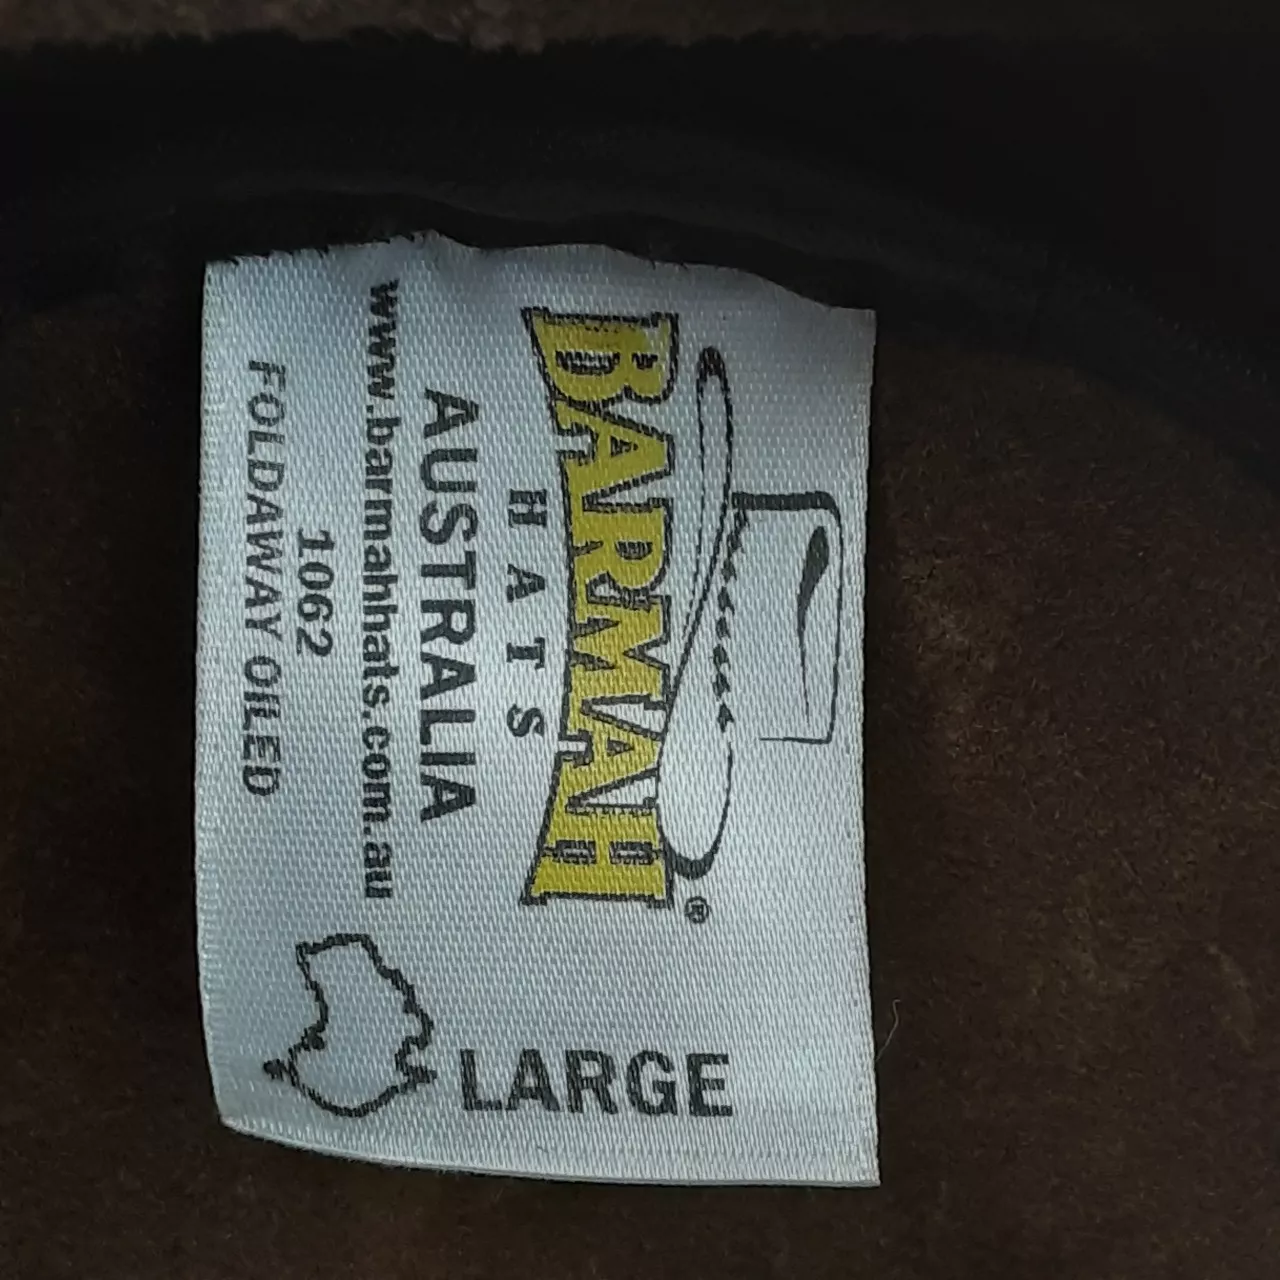 BARMAH®
HATS
AUSTRALIA
www.barmahhats.com.au
1062
FOLDAWAY OILED
LARGE